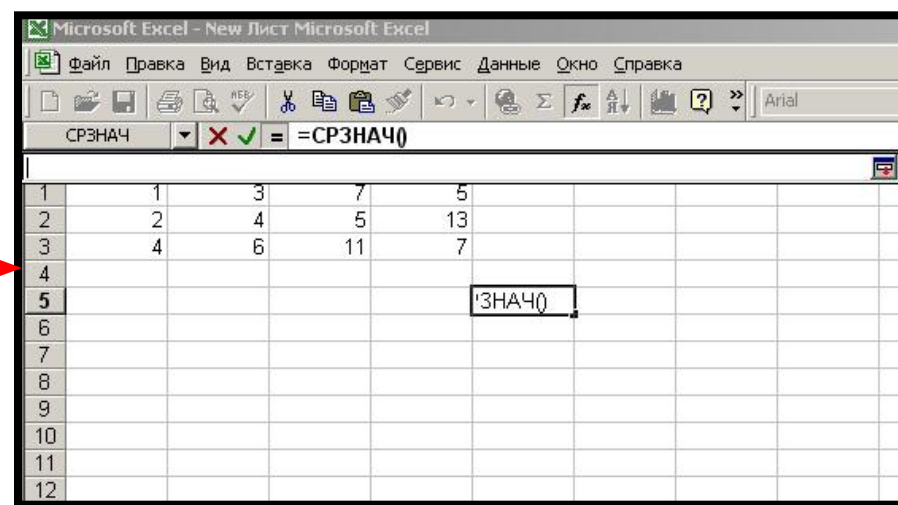 Microsoft Excel - New Лист Microsoft Excel
Файл Правка Вид Вставка Формат Сервис Данные Окно Справка
Arial
СРЗНАЧ = =СРЗНАЧ()
1 1 3 7 5
2 2 4 5 13
3 4 6 11 7
4
5 'ЗНАЧ()
6
7
8
9
10
11
12